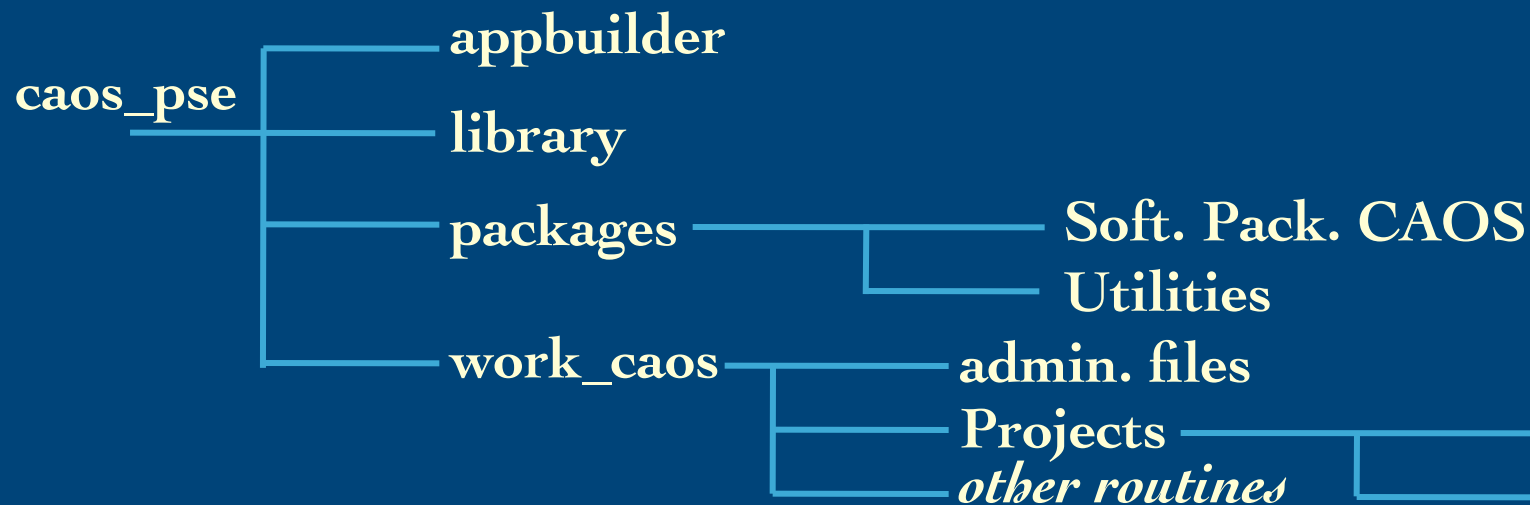 appbuilder
caos_pse
library
packages
Soft. Pack. CAOS
Utilities
work_caos
admin. files
Projects
other routines